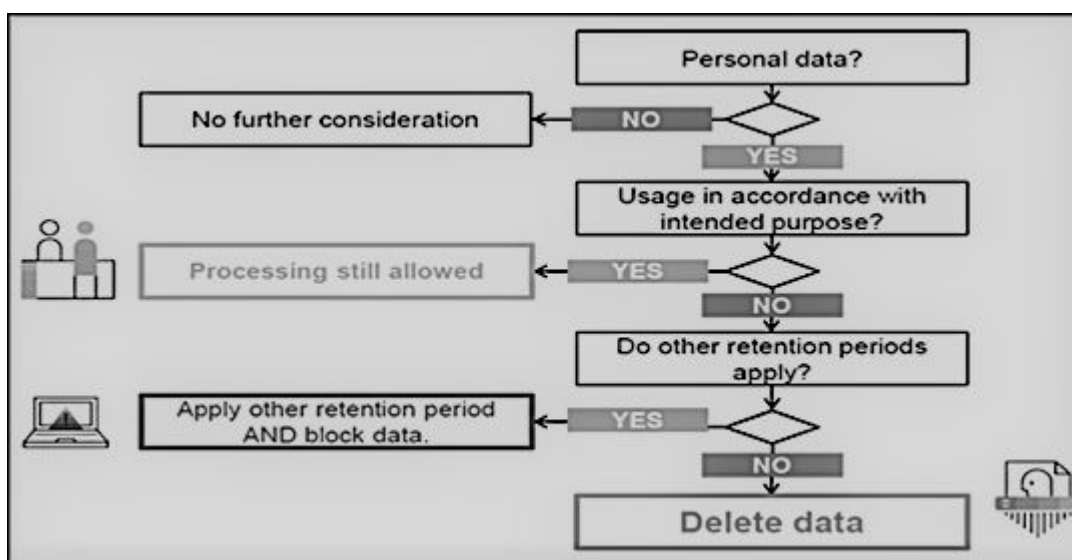 Personal data?
No further consideration
NO
YES
Usage in accordance with
intended purpose?
Processing still allowed
YES
NO
Do other retention periods
apply?
Apply other retention period
AND block data.
YES
NO
Delete data